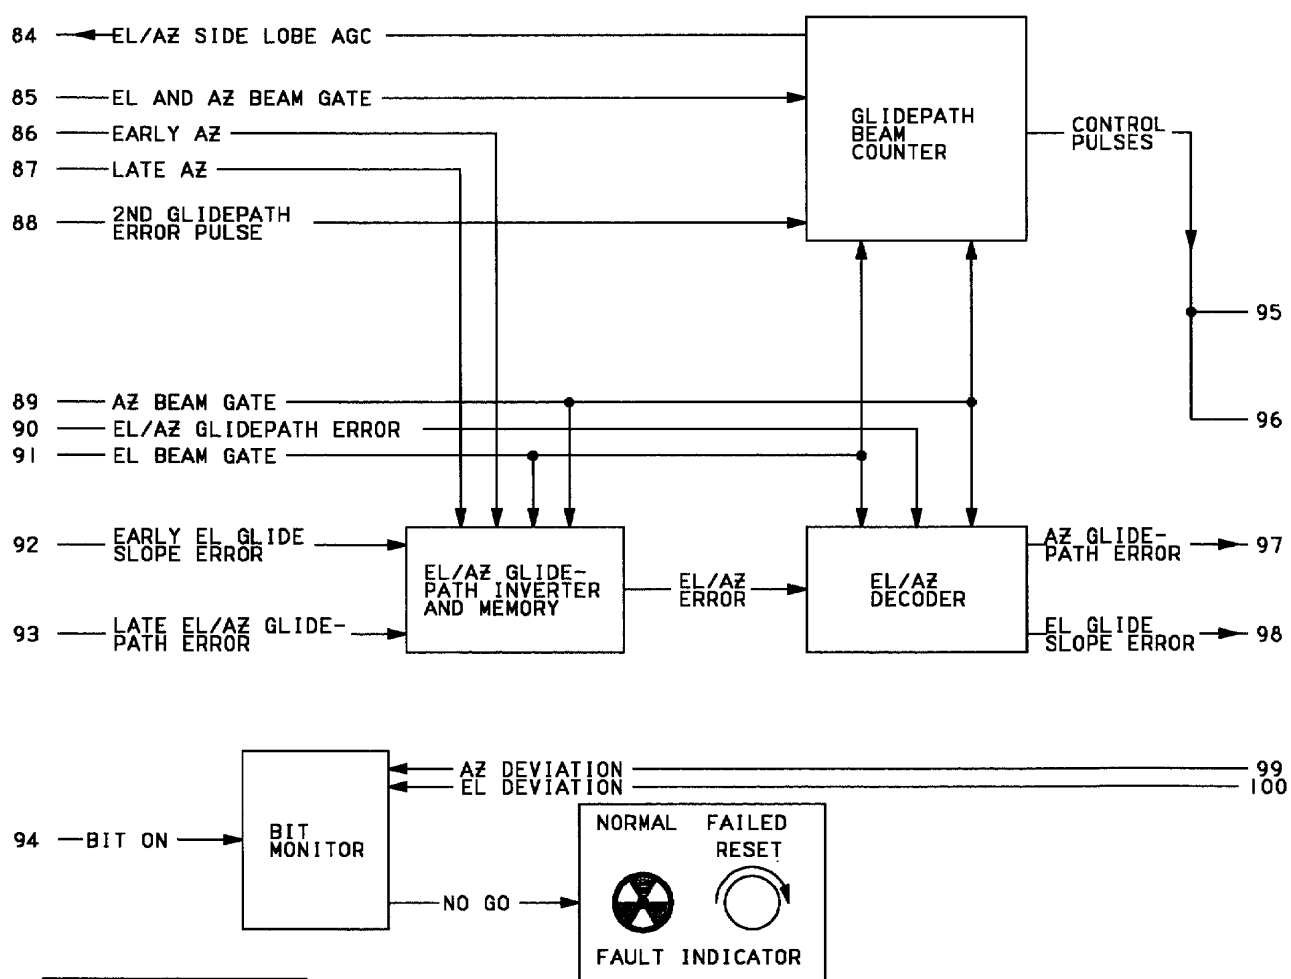 84 EL/AZ SIDE LOBE AGC
85 EL AND AZ BEAM GATE
86 EARLY AZ
87 LATE AZ
88 2ND GLIDEPATH
ERROR PULSE
GLIDEPATH
BEAM
COUNTER
CONTROL
PULSES
95
96
89 AZ BEAM GATE
90 EL/AZ GLIDEPATH ERROR
91 EL BEAM GATE
92 EARLY EL GLIDE
SLOPE ERROR
93 LATE EL/AZ GLIDE-
PATH ERROR
EL/AZ GLIDE-
PATH INVERTER
AND MEMORY
EL/AZ
ERROR
EL/AZ
DECODER
AZ GLIDE-
PATH ERROR
97
EL GLIDE
SLOPE ERROR
98
AZ DEVIATION 99
EL DEVIATION 100
94 BIT ON
BIT
MONITOR
NO GO
NORMAL FAILED
RESET
FAULT INDICATOR